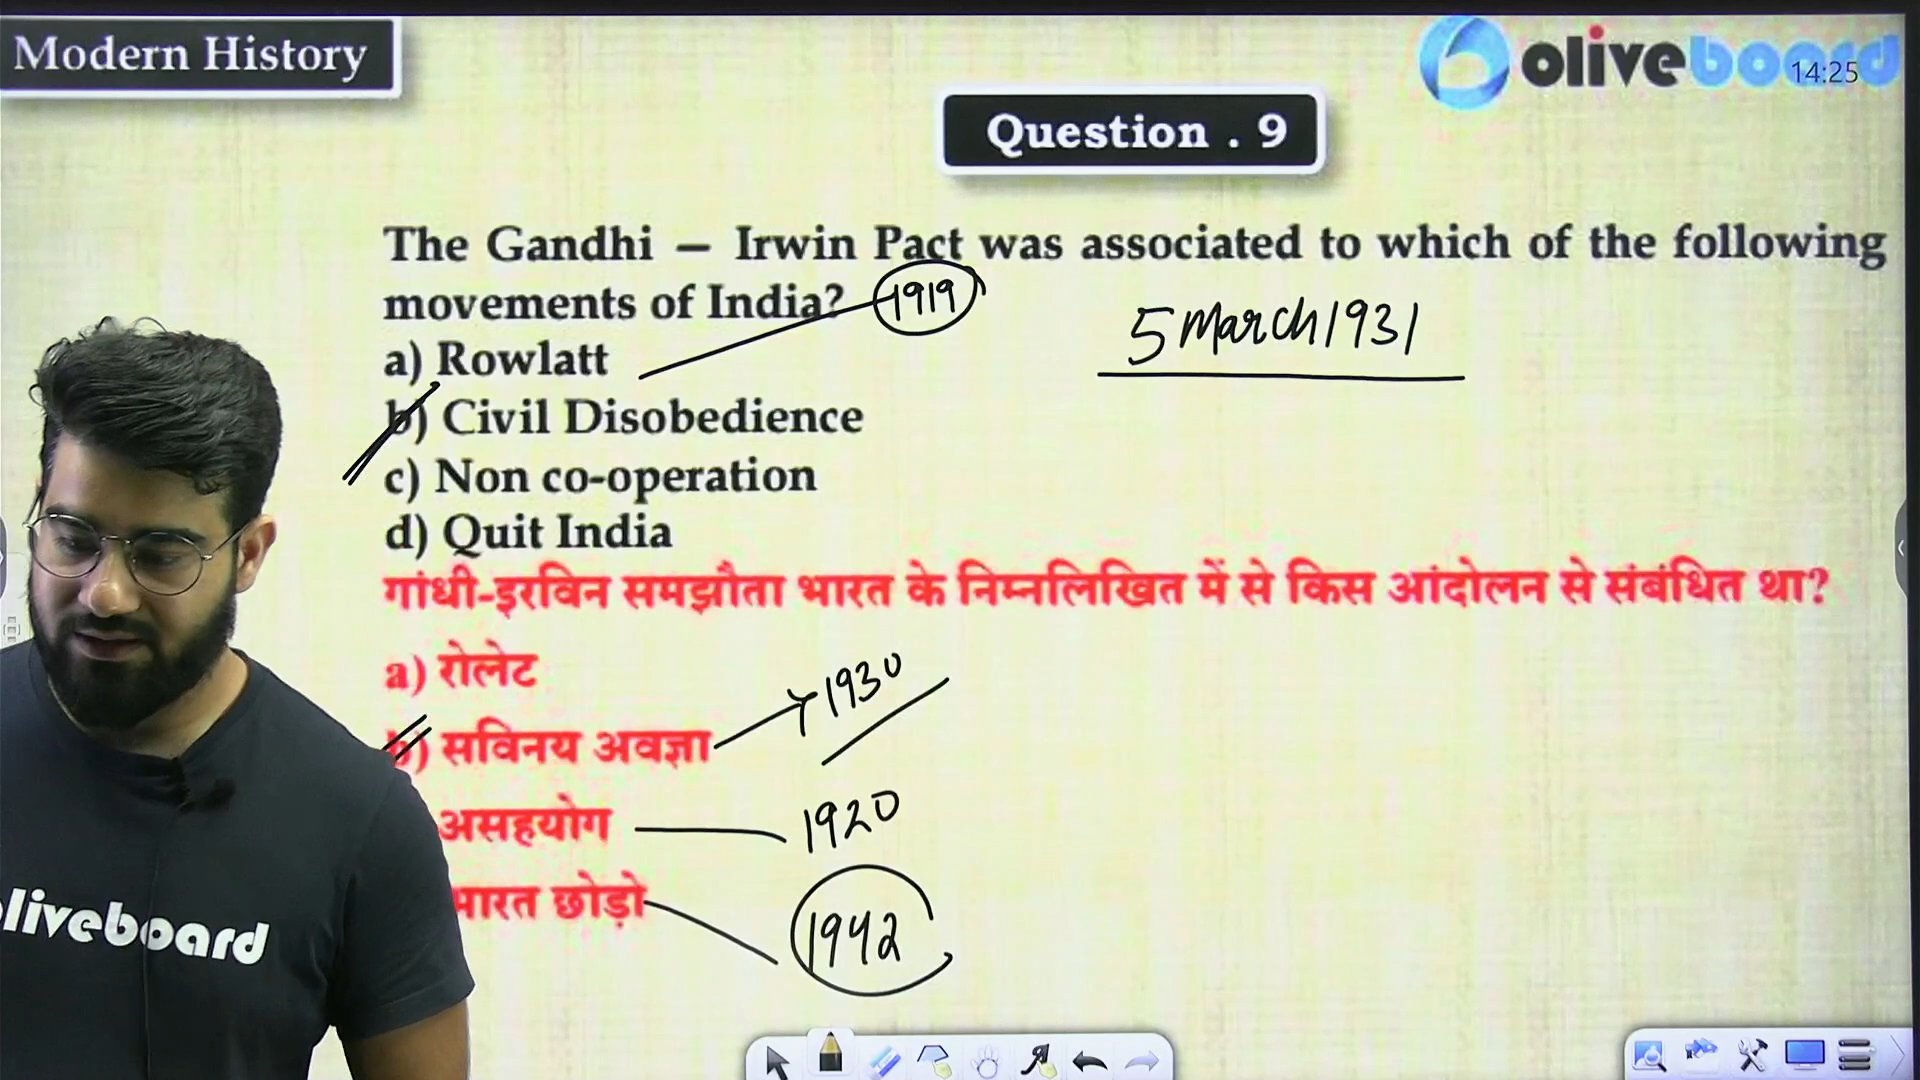 Modern History
oliveboard
14:25
Question . 9
The Gandhi – Irwin Pact was associated to which of the following
movements of India?
1919
5 March 1931
a) Rowlatt
b) Civil Disobedience
c) Non co-operation
d) Quit India
गांधी-इरविन समझौता भारत के निम्नलिखित में से किस आंदोलन से संबंधित था?
a) रोलेट
1930
b) सविनय अवज्ञा
असहयोग
1920
भारत छोड़ो
1942
liveboard